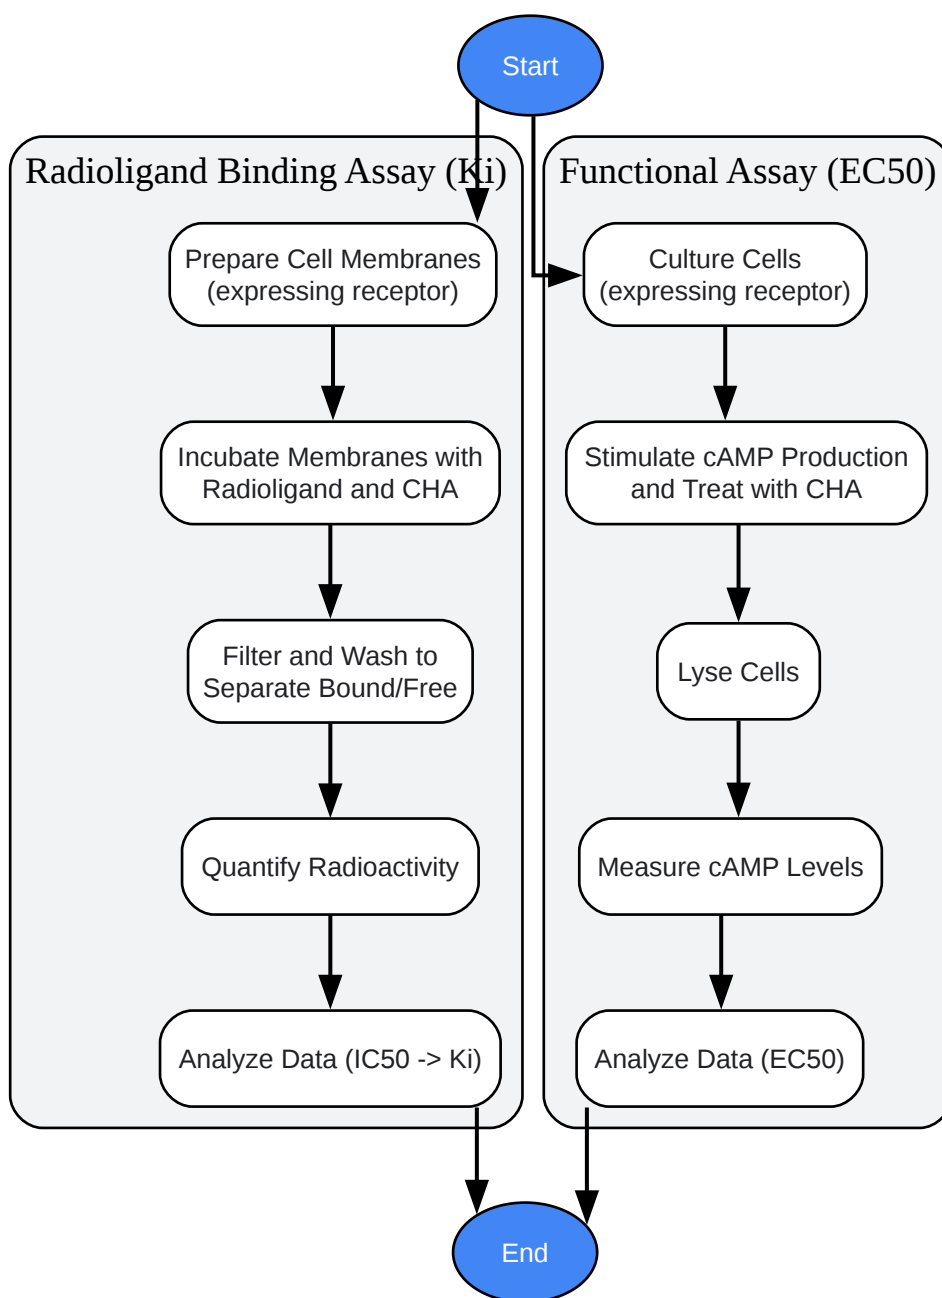 Start
Radioligand Binding Assay (Ki)
Prepare Cell Membranes
(expressing receptor)
Incubate Membranes with
Radioligand and CHA
Filter and Wash to
Separate Bound/Free
Quantify Radioactivity
Analyze Data (IC50 -> Ki)
Functional Assay (EC50)
Culture Cells
(expressing receptor)
Stimulate cAMP Production
and Treat with CHA
Lyse Cells
Measure cAMP Levels
Analyze Data (EC50)
End